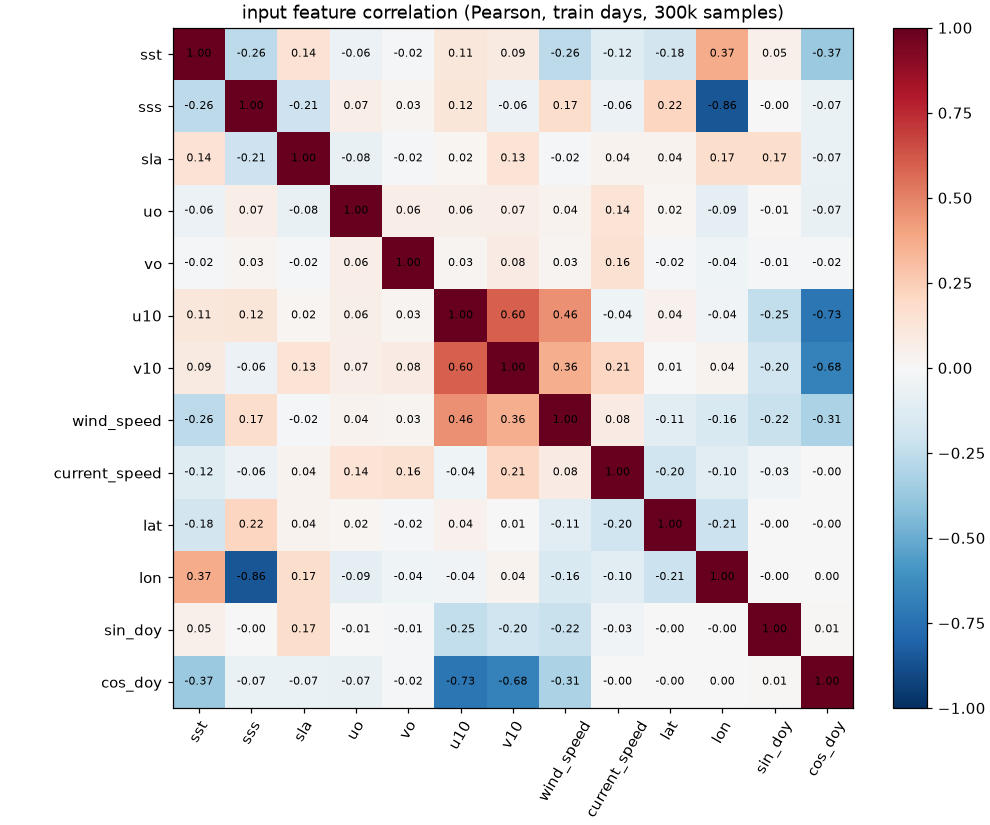 input feature correlation (Pearson, train days, 300k samples)
sst 1.00 -0.26 0.14 -0.06 -0.02 0.11 0.09 -0.26 -0.12 -0.18 0.37 0.05 -0.37
sss -0.26 1.00 -0.21 0.07 0.03 0.12 -0.06 0.17 -0.06 0.22 -0.86 -0.00 -0.07
sla 0.14 -0.21 1.00 -0.08 -0.02 0.02 0.13 -0.02 0.04 0.04 0.17 0.17 -0.07
uo -0.06 0.07 -0.08 1.00 0.06 0.06 0.07 0.04 0.14 0.02 -0.09 -0.01 -0.07
vo -0.02 0.03 -0.02 0.06 1.00 0.03 0.08 0.03 0.16 -0.02 -0.04 -0.01 -0.02
u10 0.11 0.12 0.02 0.06 0.03 1.00 0.60 0.46 -0.04 0.04 -0.04 -0.25 -0.73
v10 0.09 -0.06 0.13 0.07 0.08 0.60 1.00 0.36 0.21 0.01 0.04 -0.20 -0.68
wind_speed -0.26 0.17 -0.02 0.04 0.03 0.46 0.36 1.00 0.08 -0.11 -0.16 -0.22 -0.31
current_speed -0.12 -0.06 0.04 0.14 0.16 -0.04 0.21 0.08 1.00 -0.20 -0.10 -0.03 -0.00
lat -0.18 0.22 0.04 0.02 -0.02 0.04 0.01 -0.11 -0.20 1.00 -0.21 -0.00 -0.00
lon 0.37 -0.86 0.17 -0.09 -0.04 -0.04 0.04 -0.16 -0.10 -0.21 1.00 -0.00 0.00
sin_doy 0.05 -0.00 0.17 -0.01 -0.01 -0.25 -0.20 -0.22 -0.03 -0.00 -0.00 1.00 0.01
cos_doy -0.37 -0.07 -0.07 -0.07 -0.02 -0.73 -0.68 -0.31 -0.00 -0.00 0.00 0.01 1.00
sst sss sla uo vo u10 v10 wind_speed current_speed lat lon sin_doy cos_doy
1.00
0.75
0.50
0.25
0.00
−0.25
−0.50
−0.75
−1.00